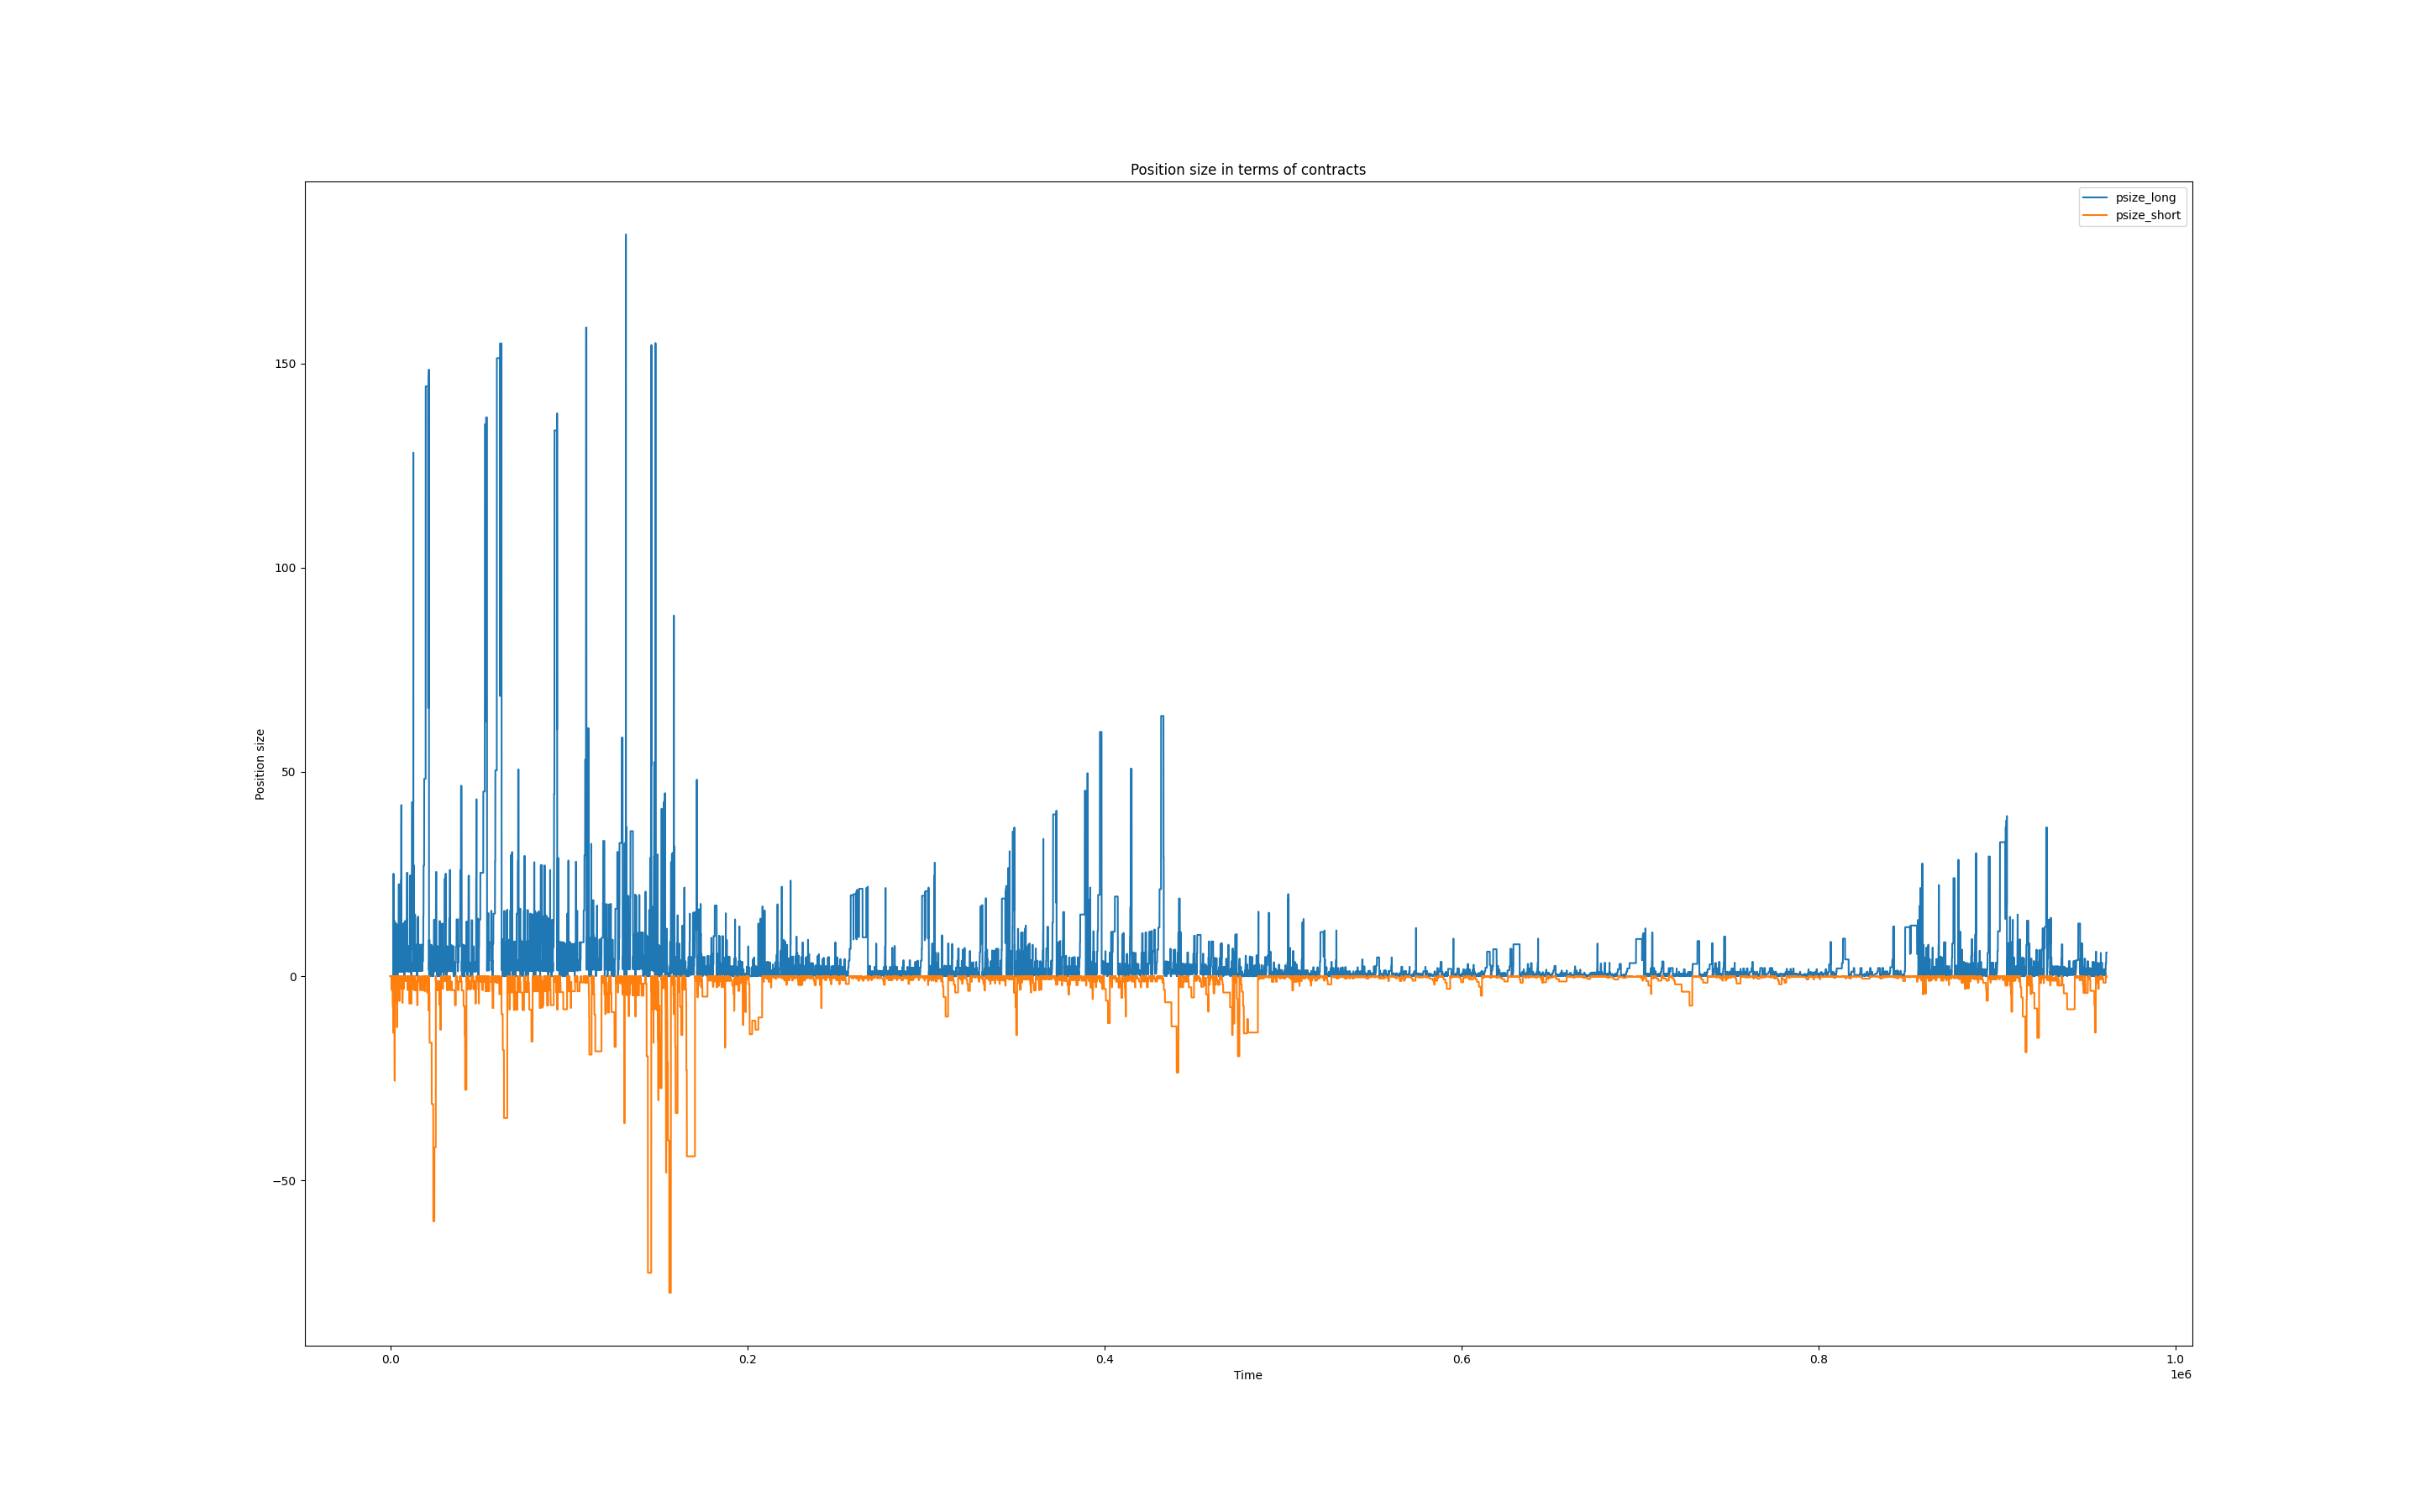 Position size in terms of contracts
psize_long
psize_short
150
100
50
0
−50
Position size
0.0
0.2
0.4
0.6
0.8
1.0
1e6
Time